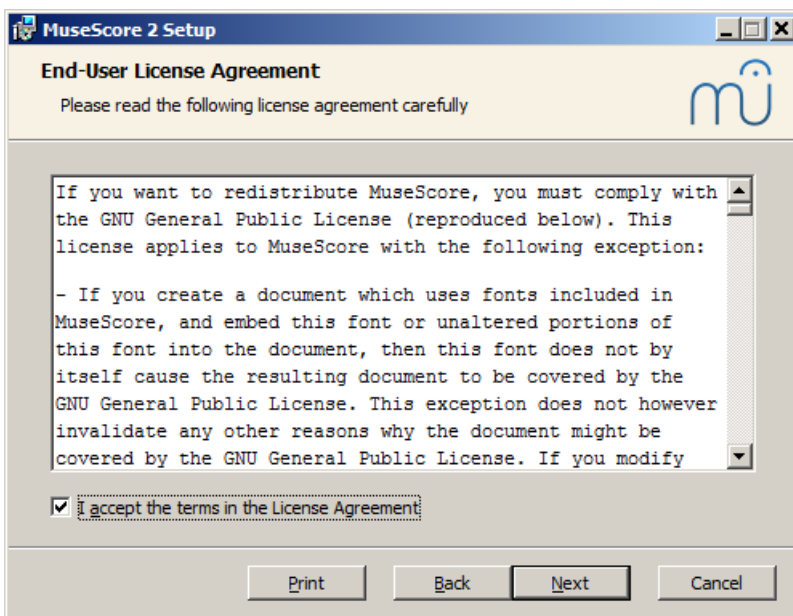 MuseScore 2 Setup
End-User License Agreement
Please read the following license agreement carefully
If you want to redistribute MuseScore, you must comply with
the GNU General Public License (reproduced below). This
license applies to MuseScore with the following exception:
- If you create a document which uses fonts included in
MuseScore, and embed this font or unaltered portions of
this font into the document, then this font does not by
itself cause the resulting document to be covered by the
GNU General Public License. This exception does not however
invalidate any other reasons why the document might be
covered by the GNU General Public License. If you modify
I accept the terms in the License Agreement
Print Back Next Cancel